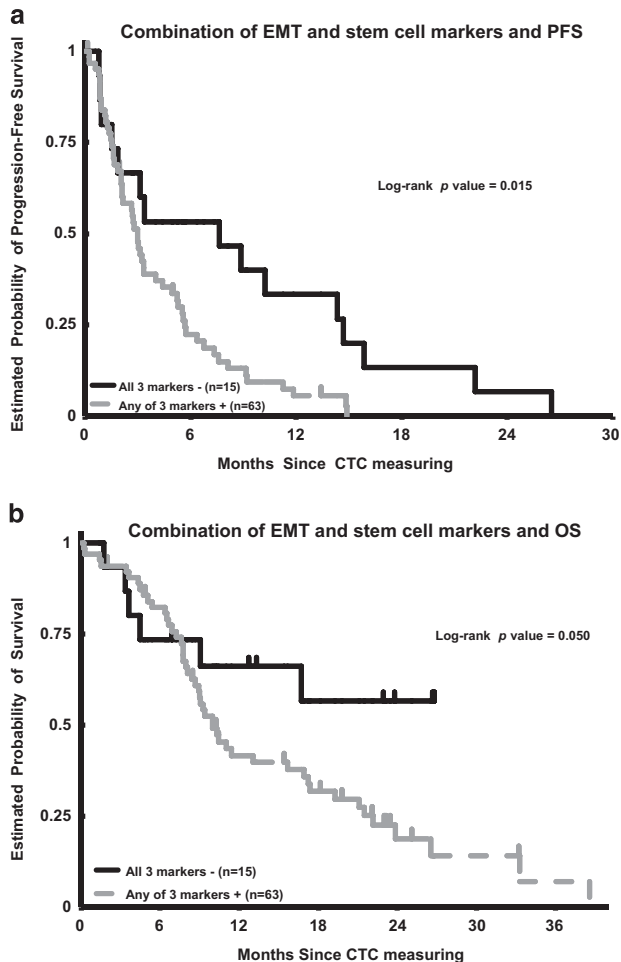 a
Combination of EMT and stem cell markers and PFS
Estimated Probability of Progression-Free Survival
1
0.75
0.5
0.25
0
Log-rank p value = 0.015
All 3 markers - (n=15)
Any of 3 markers + (n=63)
0 6 12 18 24 30
Months Since CTC measuring
b
Combination of EMT and stem cell markers and OS
Estimated Probability of Survival
1
0.75
0.5
0.25
0
Log-rank p value = 0.050
All 3 markers - (n=15)
Any of 3 markers + (n=63)
0 6 12 18 24 30 36
Months Since CTC measuring